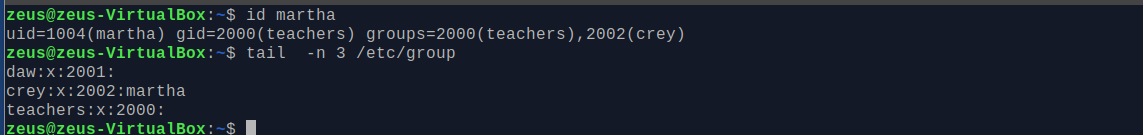 zeus@zeus-VirtualBox:~$ id martha
uid=1004(martha) gid=2000(teachers) groups=2000(teachers),2002(crey)
zeus@zeus-VirtualBox:~$ tail  -n 3 /etc/group
daw:x:2001:
crey:x:2002:martha
teachers:x:2000:
zeus@zeus-VirtualBox:~$